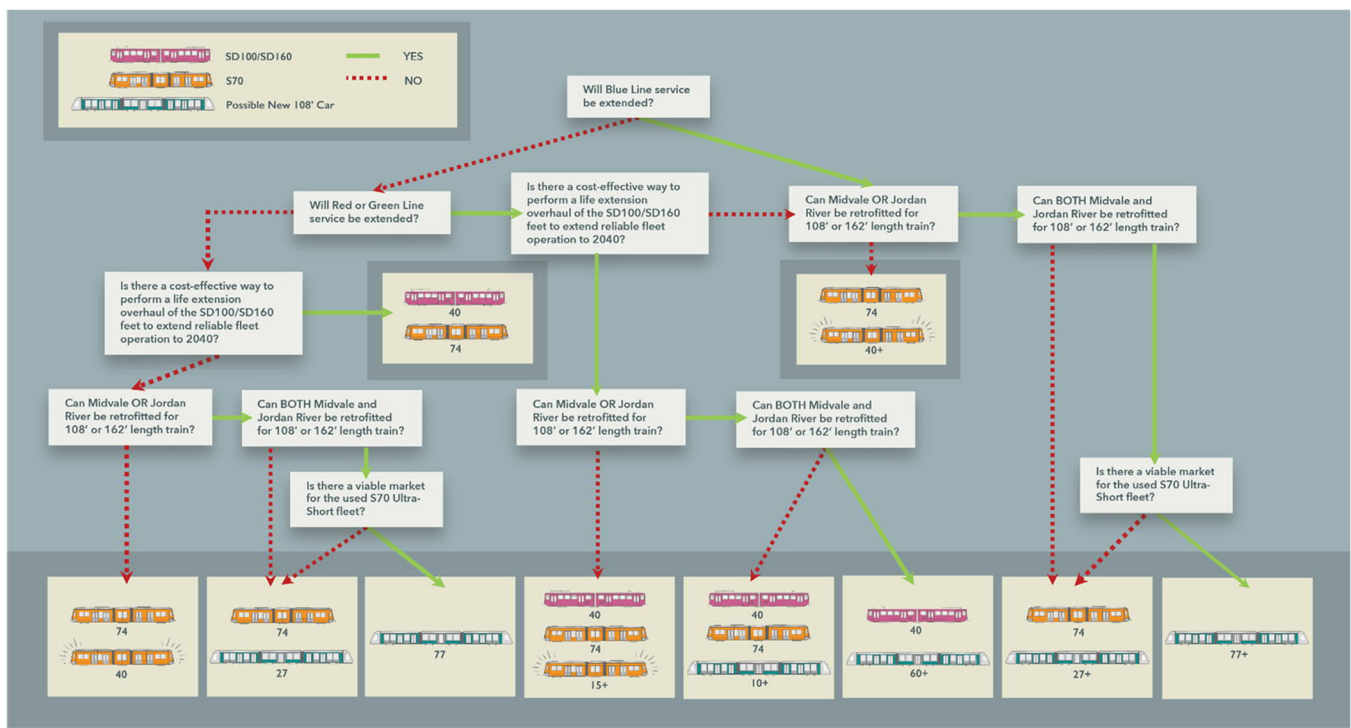 SD100/SD160
YES
S70
NO
Possible New 108' Car
Will Blue Line service
be extended?
Will Red or Green Line
service be extended?
Is there a cost-effective way to
perform a life extension
overhaul of the SD100/SD160
feet to extend reliable fleet
operation to 2040?
Can Midvale OR Jordan
River be retrofitted for
108' or 162' length train?
Can BOTH Midvale and
Jordan River be retrofitted
for 108' or 162' length train?
Is there a cost-effective way to
perform a life extension
overhaul of the SD100/SD160
feet to extend reliable fleet
operation to 2040?
40
74
74
40+
Can Midvale OR Jordan
River be retrofitted for
108' or 162' length train?
Can BOTH Midvale and
Jordan River be retrofitted
for 108' or 162' length train?
Can Midvale OR Jordan
River be retrofitted for
108' or 162' length train?
Can BOTH Midvale and
Jordan River be retrofitted
for 108' or 162' length train?
Is there a viable market
for the used S70 Ultra-
Short fleet?
Is there a viable market
for the used S70 Ultra-
Short fleet?
74
40
74
27
77
40
74
15+
40
74
10+
40
60+
74
27+
77+